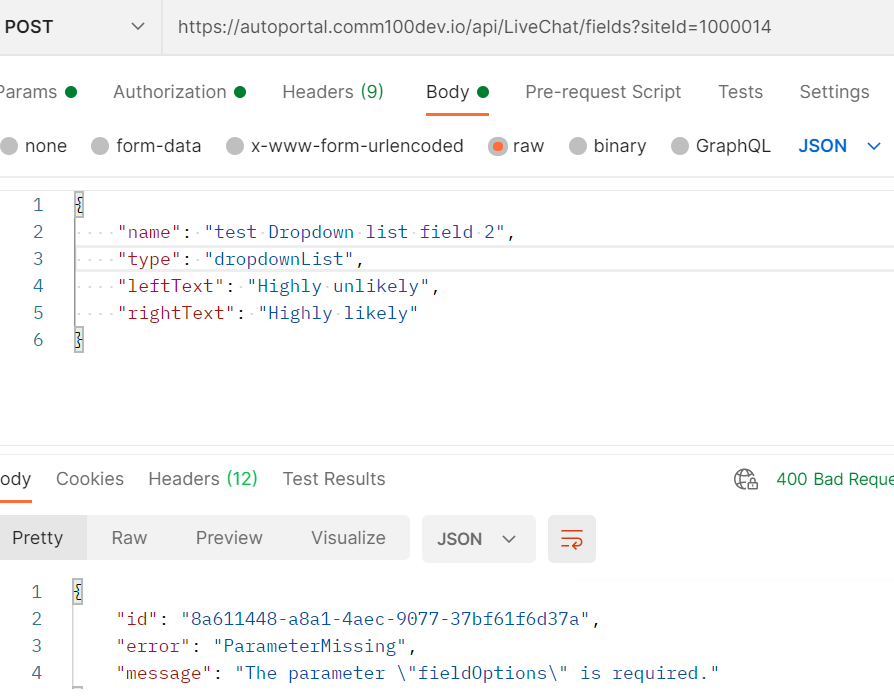 POST https://autoportal.comm100dev.io/api/LiveChat/fields?siteId=1000014
Params Authorization Headers (9) Body Pre-request Script Tests Settings
none form-data x-www-form-urlencoded raw binary GraphQL JSON
1 {
2 "name": "test Dropdown list field 2",
3 "type": "dropdownList",
4 "leftText": "Highly unlikely",
5 "rightText": "Highly likely"
6 }
ody Cookies Headers (12) Test Results 400 Bad Reque
Pretty Raw Preview Visualize JSON
1 {
2 "id": "8a611448-a8a1-4aec-9077-37bf61f6d37a",
3 "error": "ParameterMissing",
4 "message": "The parameter \"fieldOptions\" is required."